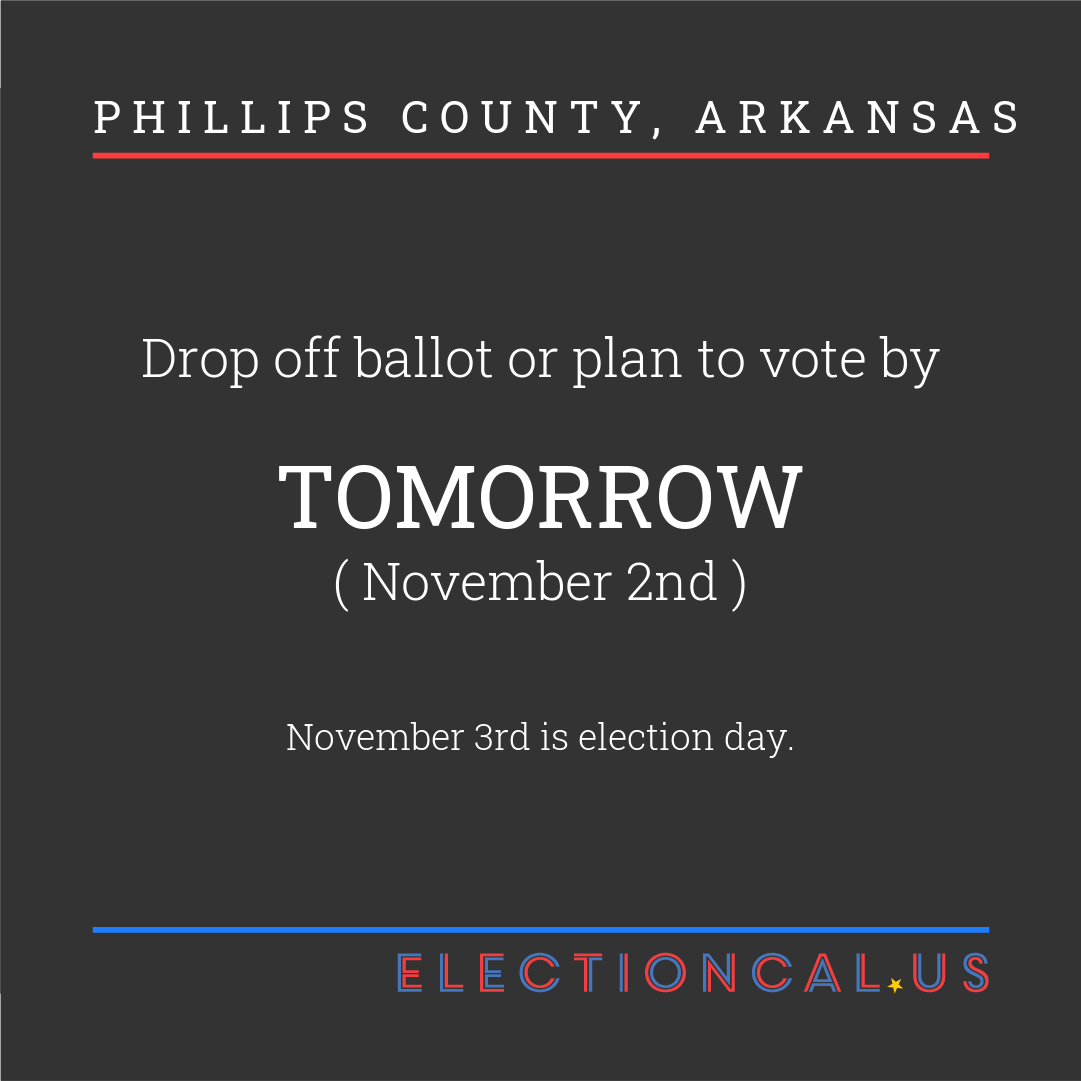 PHILLIPS COUNTY, ARKANSAS
Drop off ballot or plan to vote by
TOMORROW
( November 2nd )
November 3rd is election day.
ELECTIONCAL.US